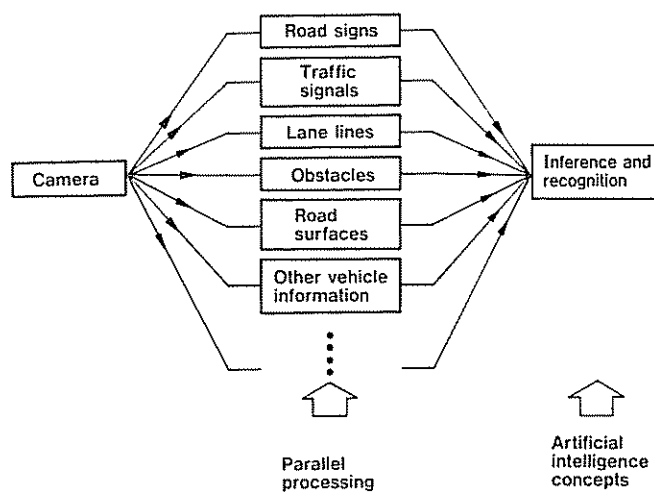 Road signs
Traffic
signals
Lane lines
Camera
Obstacles
Inference and
recognition
Road
surfaces
Other vehicle
information
Parallel
processing
Artificial
intelligence
concepts